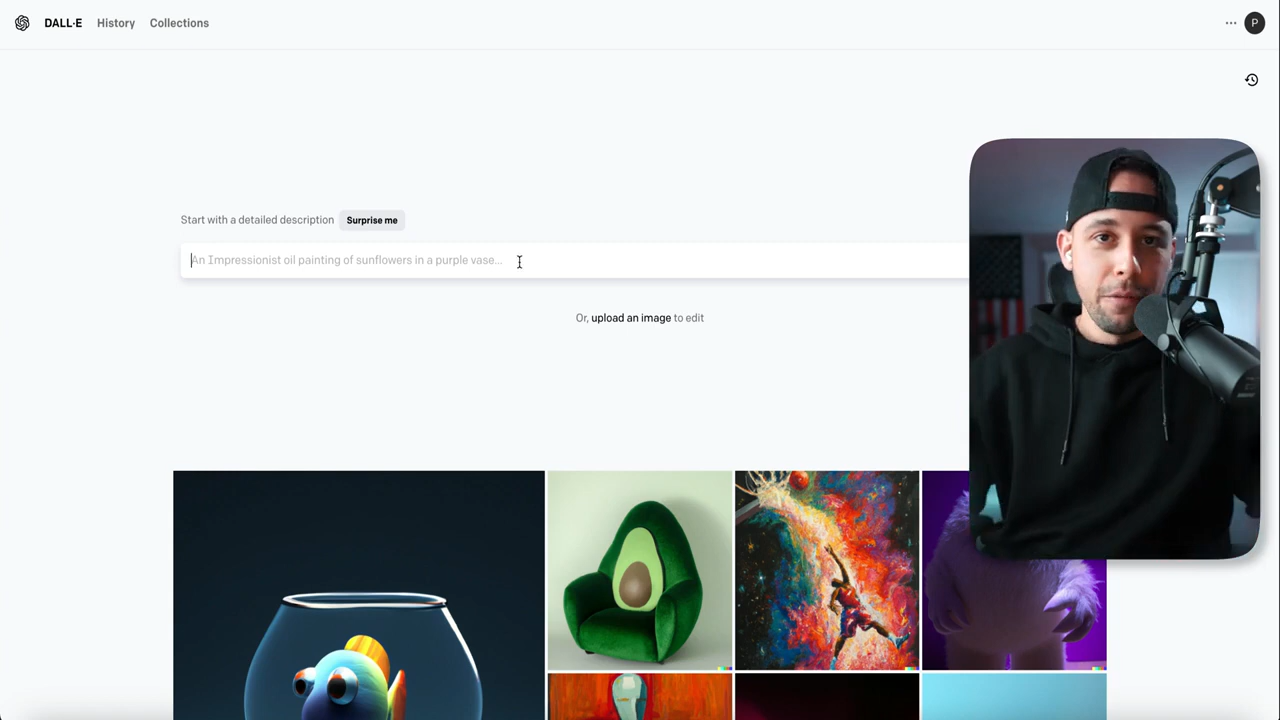 DALL·E History Collections
P
Start with a detailed description Surprise me
An Impressionist oil painting of sunflowers in a purple vase...
Or, upload an image to edit